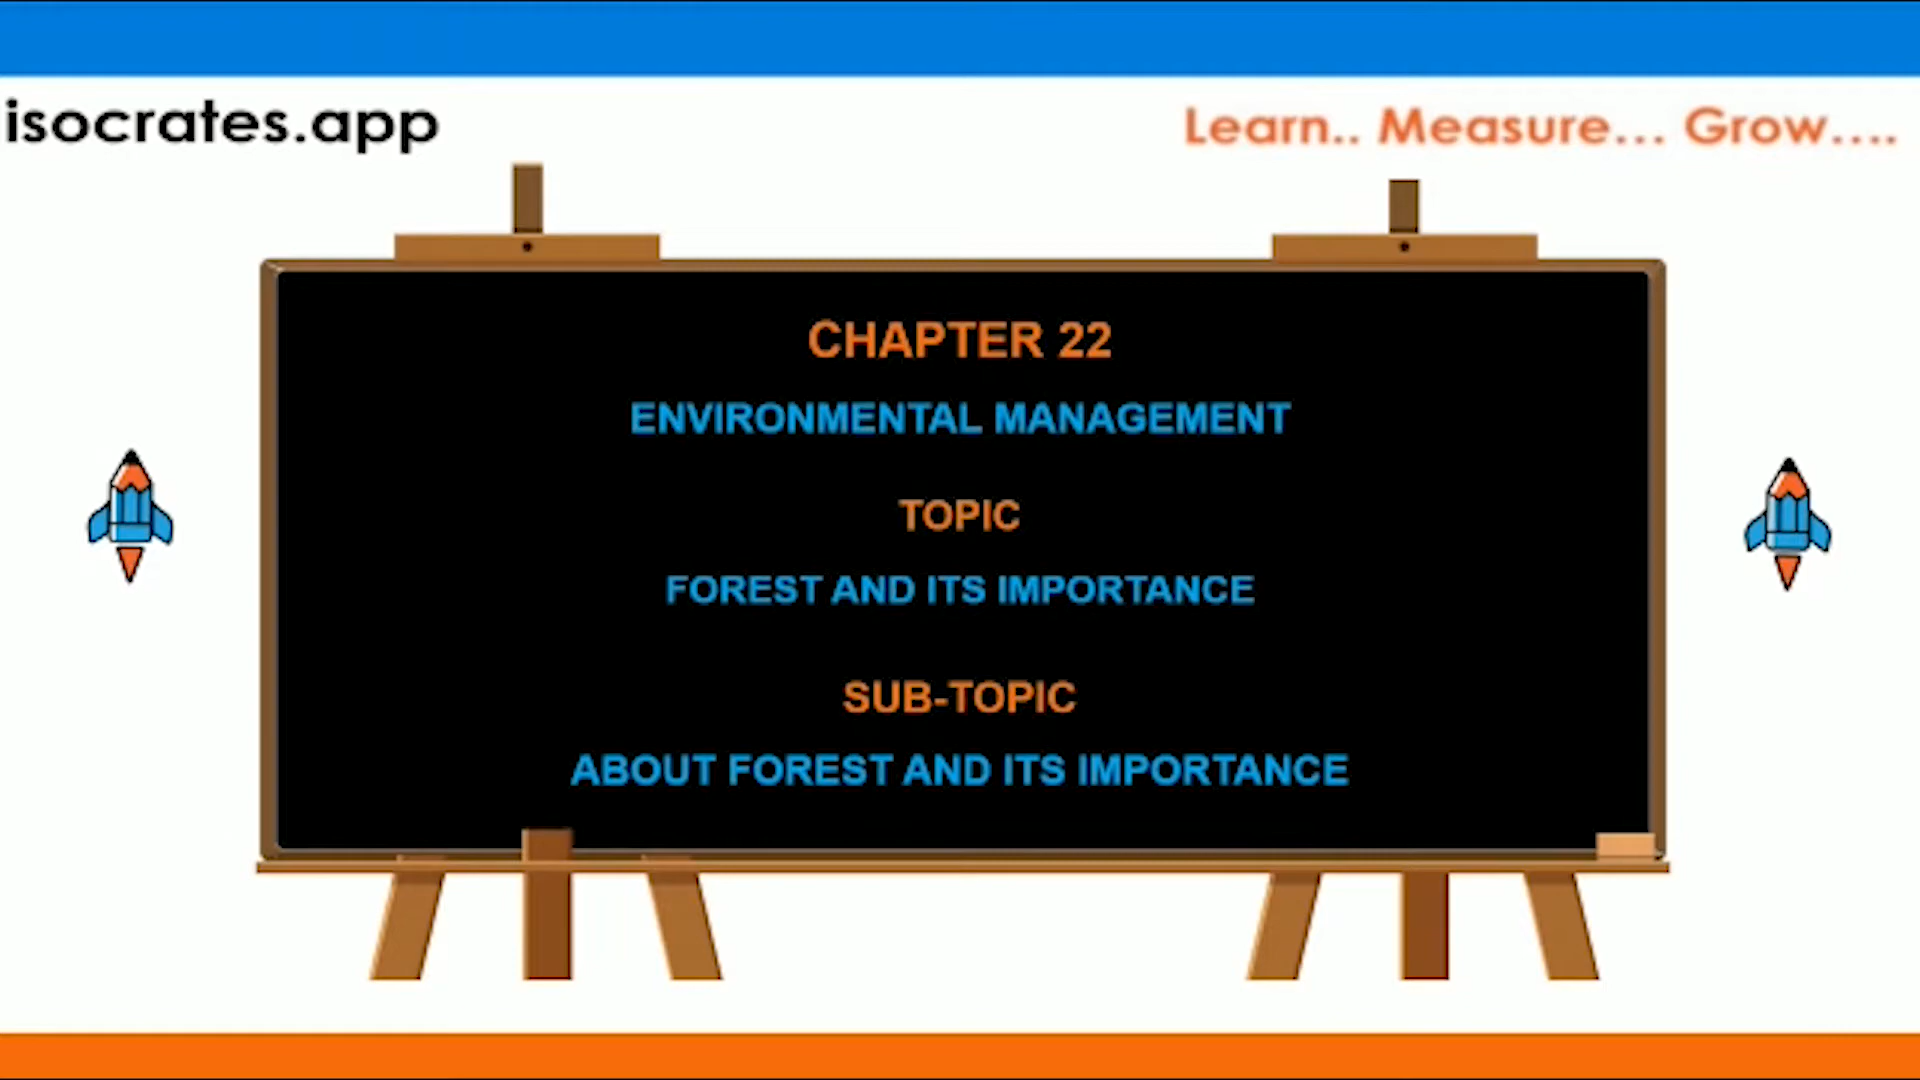 isocrates.app
Learn.. Measure... Grow....
CHAPTER 22
ENVIRONMENTAL MANAGEMENT
TOPIC
FOREST AND ITS IMPORTANCE
SUB-TOPIC
ABOUT FOREST AND ITS IMPORTANCE